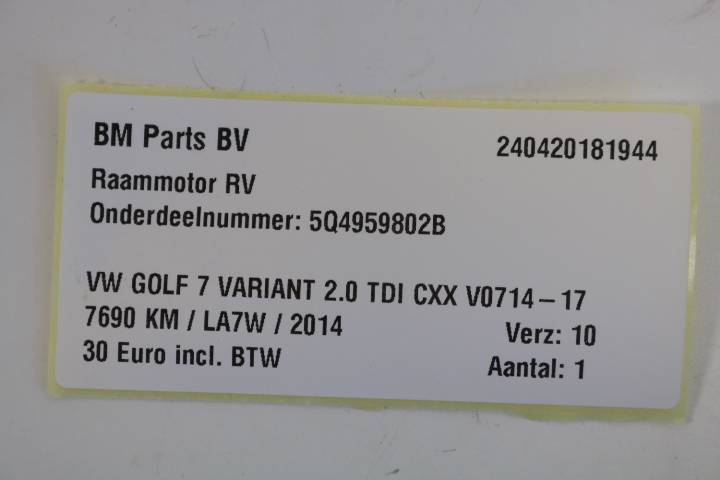 BM Parts BV 240420181944
Raammotor RV
Onderdeelnummer: 5Q4959802B
VW GOLF 7 VARIANT 2.0 TDI CXX V0714-17
7690 KM / LA7W / 2014 Verz: 10
30 Euro incl. BTW Aantal: 1